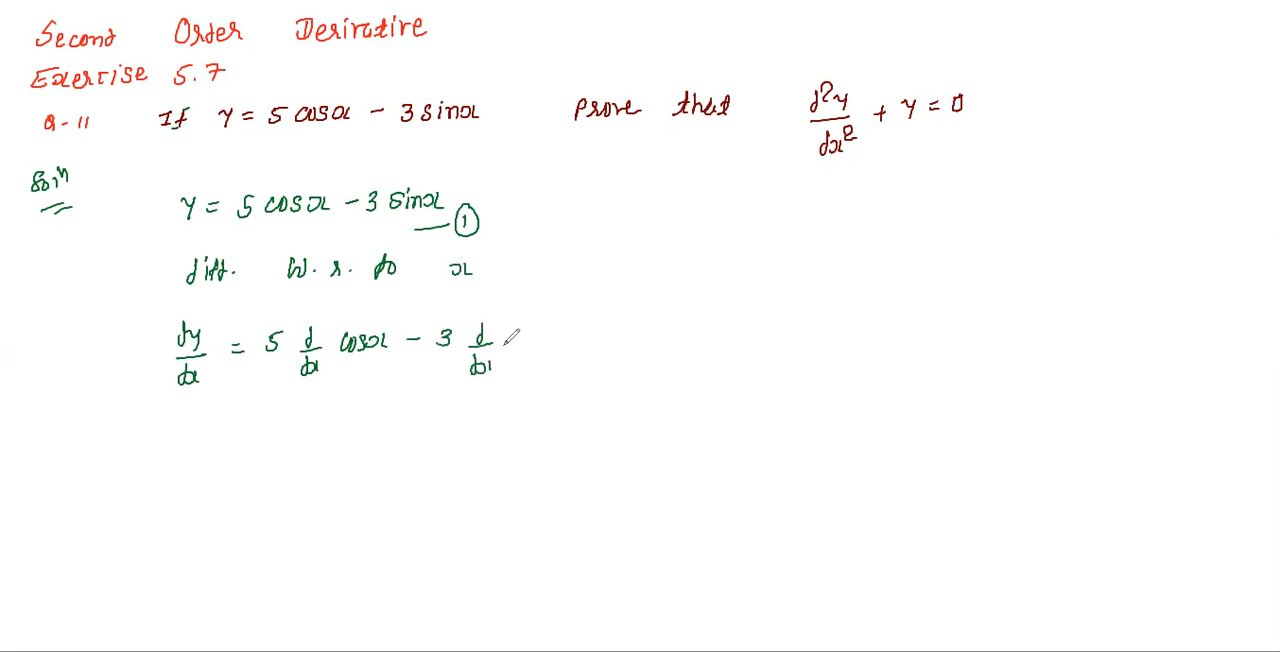 Second Order Derivative
Exercise 5.7
Q-11 If y = 5 cosx - 3 sinx Prove that d²y/dx² + y = 0
Solⁿ
y = 5 cosx - 3 sinx — ①
diff. w.r. to x
dy/dx = 5 d/dx cosx - 3 d/dx